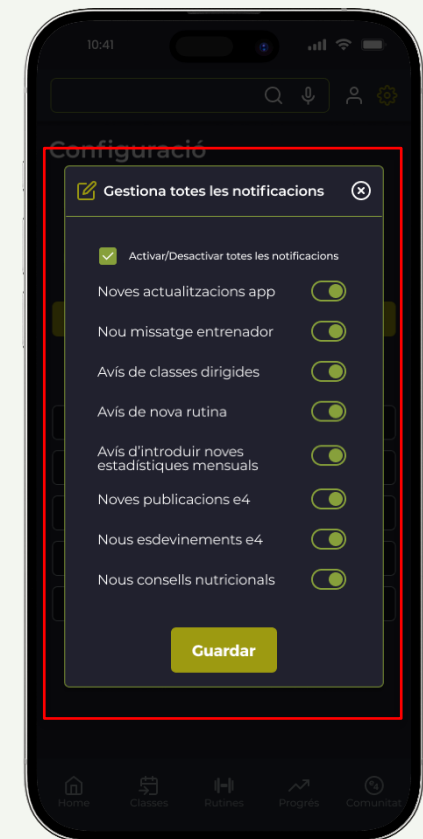 10:41
Configuració
Gestiona totes les notificacions
Activar/Desactivar totes les notificacions
Noves actualitzacions app
Nou missatge entrenador
Avís de classes dirigides
Avís de nova rutina
Avís d'introduir noves
estadístiques mensuals
Noves publicacions e4
Nous esdevinements e4
Nous consells nutricionals
Guardar
Home Classes Rutines Progrés Comunitat